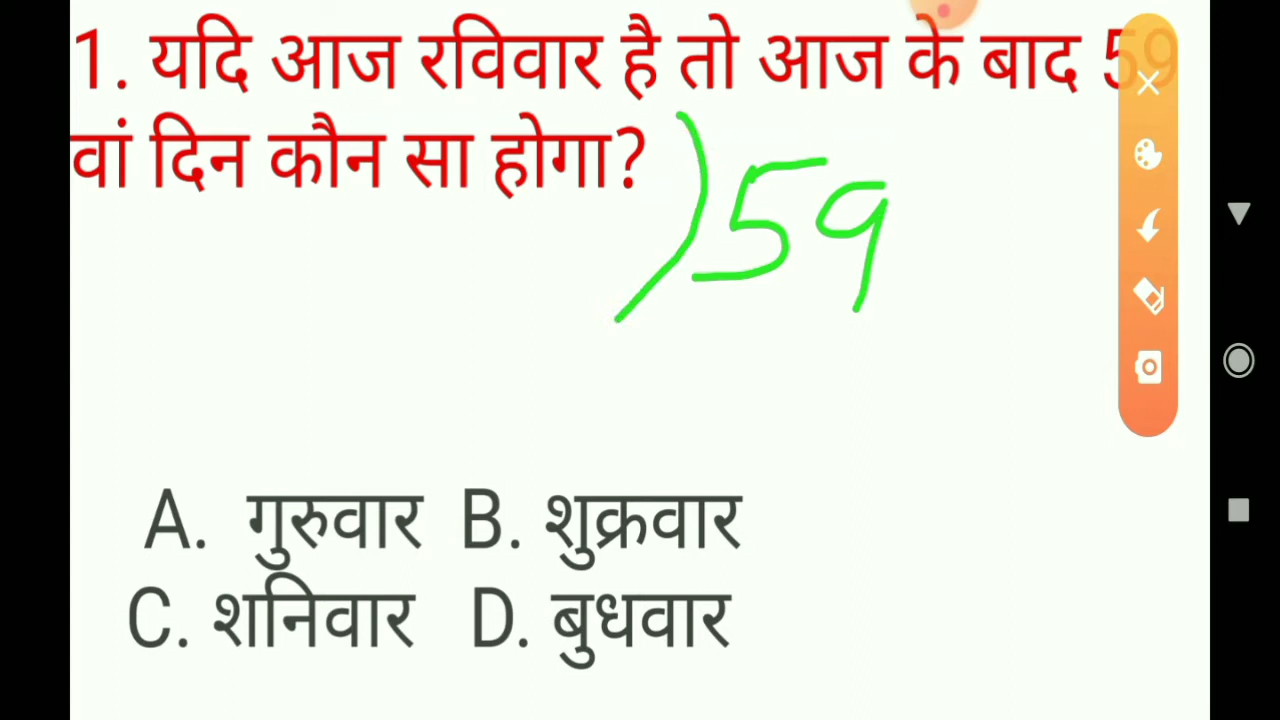 1. यदि आज रविवार है तो आज के बाद 59
वां दिन कौन सा होगा?
)59
A. गुरुवार B. शुक्रवार
C. शनिवार D. बुधवार